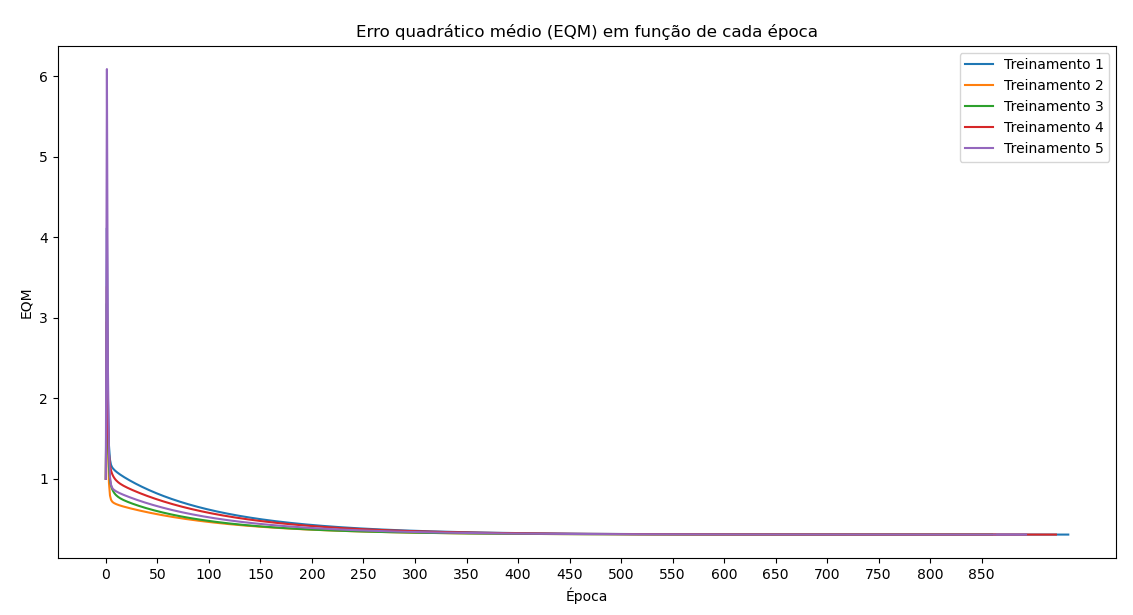 Erro quadrático médio (EQM) em função de cada época
Treinamento 1
Treinamento 2
Treinamento 3
Treinamento 4
Treinamento 5
6
5
4
3
2
1
EQM
0 50 100 150 200 250 300 350 400 450 500 550 600 650 700 750 800 850
Época